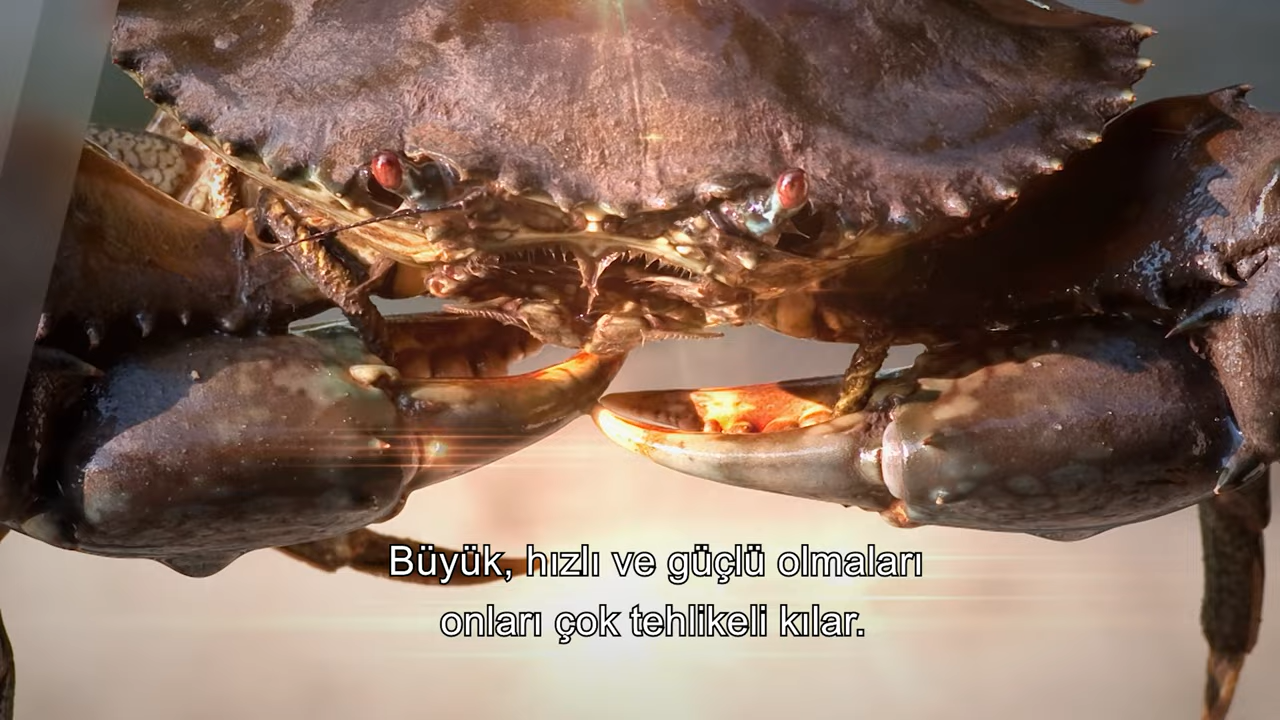 Büyük, hızlı ve güçlü olmaları
onları çok tehlikeli kılar.